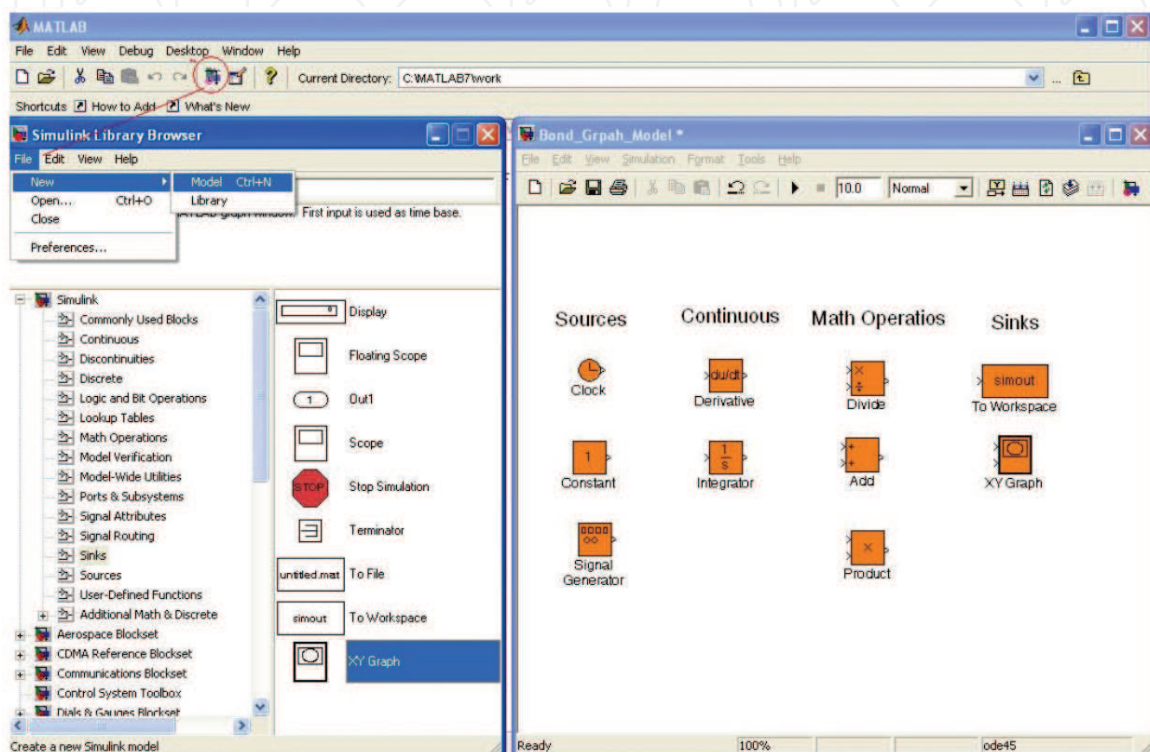 MATLAB
File Edit View Debug Desktop Window Help
Current Directory: C:\MATLAB7\work
Shortcuts How to Add What's New
Simulink Library Browser
File Edit View Help
New
Model Ctrl+N
Open... Ctrl+O
Library
Close
Preferences...
MATLAB graph window. First input is used as time base.
Simulink
Commonly Used Blocks
Continuous
Discontinuities
Discrete
Logic and Bit Operations
Lookup Tables
Math Operations
Model Verification
Model-Wide Utilities
Ports & Subsystems
Signal Attributes
Signal Routing
Sinks
Sources
User-Defined Functions
Additional Math & Discrete
Aerospace Blockset
CDMA Reference Blockset
Communications Blockset
Control System Toolbox
Dials & Gauges Blockset
Display
Floating Scope
1 Out1
Scope
STOP Stop Simulation
Terminator
untitled.mat To File
simout To Workspace
XY Graph
Create a new Simulink model
Bond_Grpah_Model *
File Edit View Simulation Format Tools Help
10.0 Normal
Sources Continuous Math Operatios Sinks
Clock
du/dt
Derivative
Divide
simout
To Workspace
1
Constant
1
s
Integrator
Add
XY Graph
Signal
Generator
×
Product
Ready 100% ode45